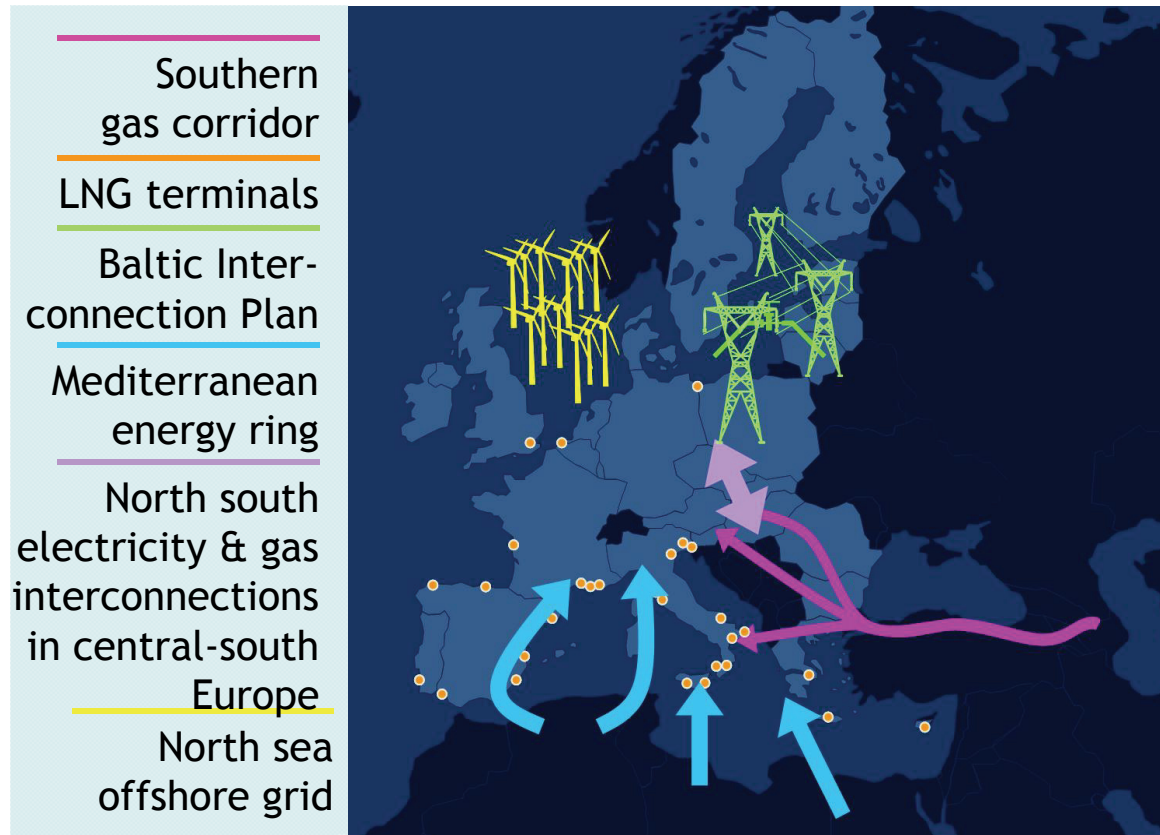 Southern
gas corridor
LNG terminals
Baltic Inter-
connection Plan
Mediterranean
energy ring
North south
electricity & gas
interconnections
in central-south
Europe
North sea
offshore grid